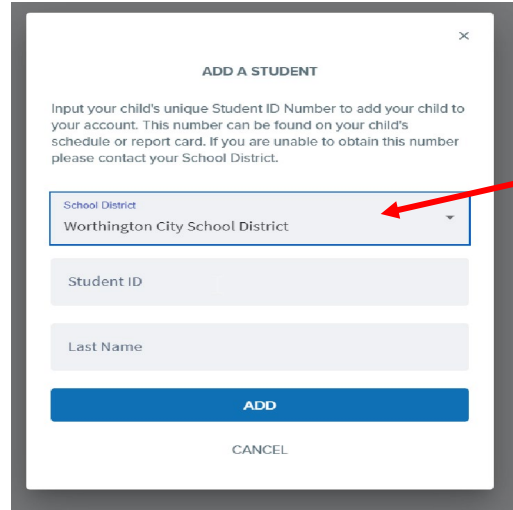 ×
ADD A STUDENT
Input your child's unique Student ID Number to add your child to
your account. This number can be found on your child's
schedule or report card. If you are unable to obtain this number
please contact your School District.
School District
Worthington City School District
Student ID
Last Name
ADD
CANCEL